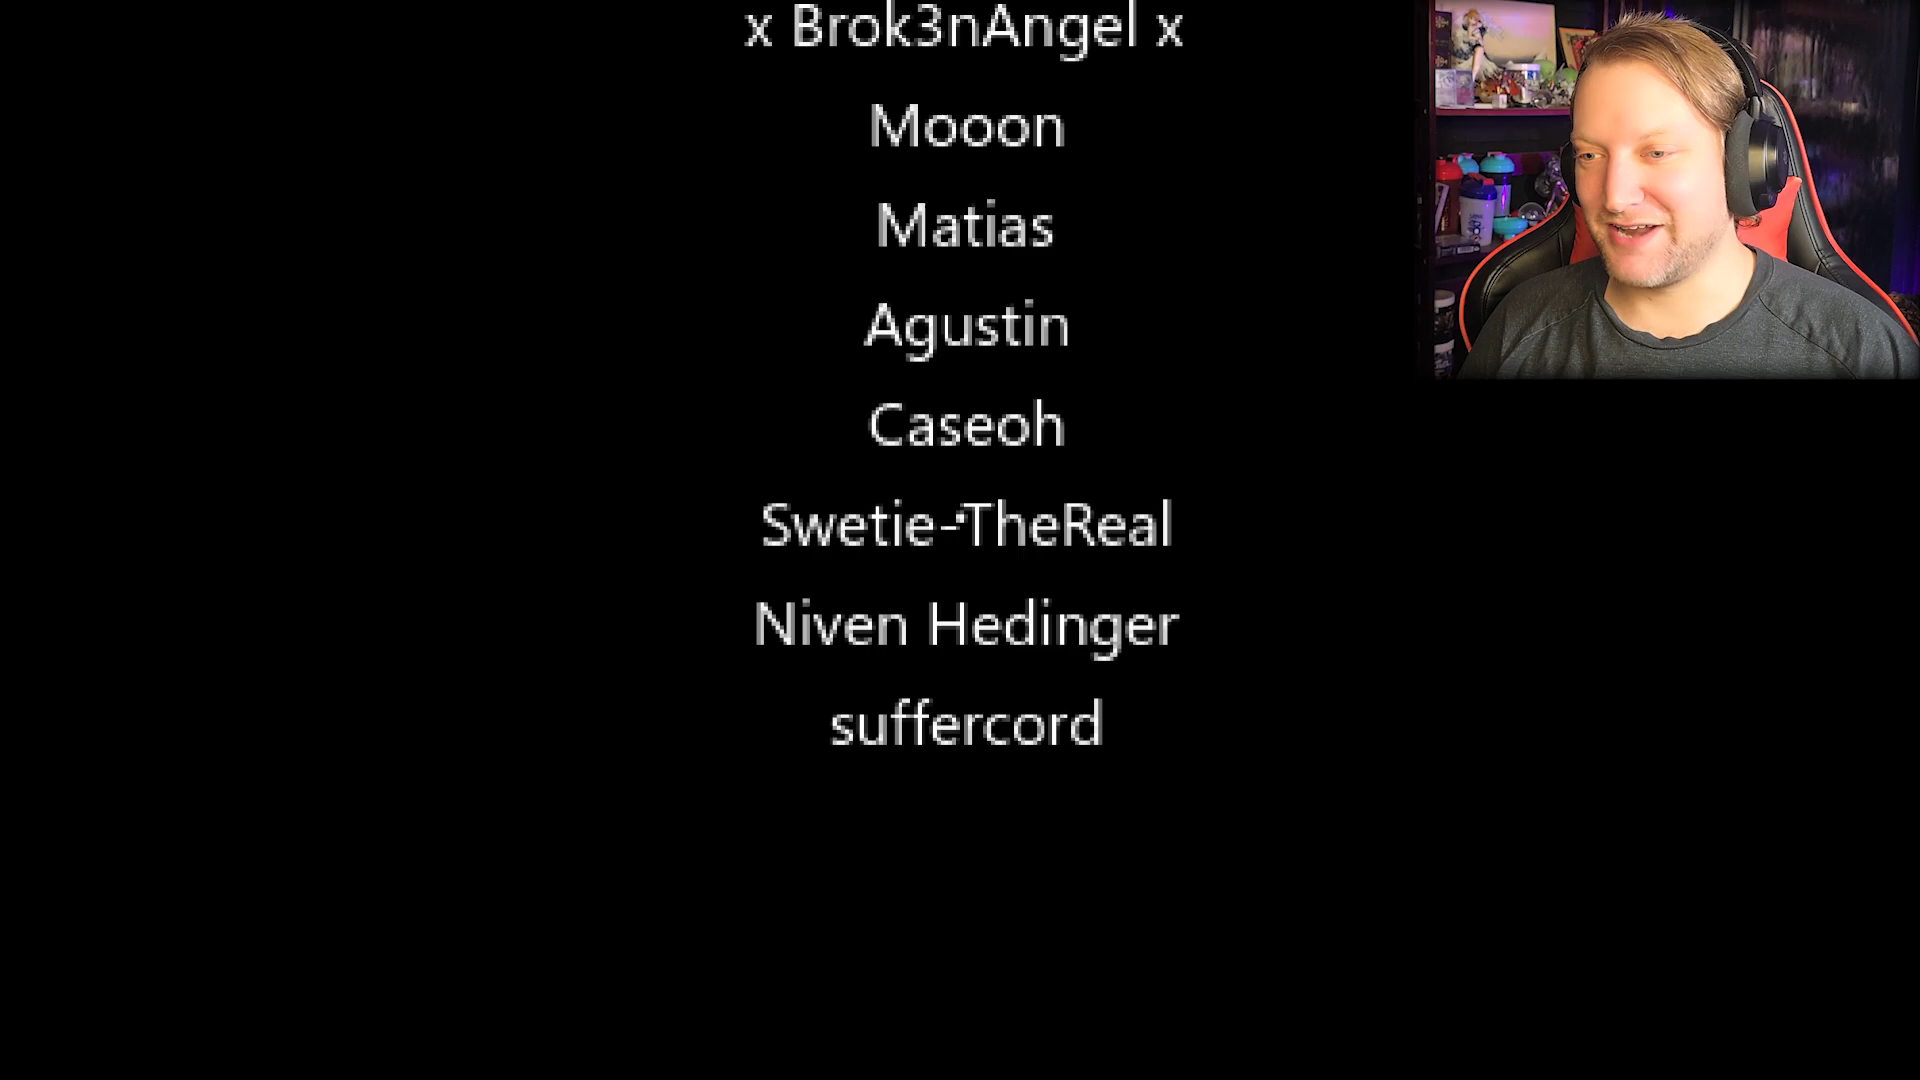 x Brok3nAngel x
Mooon
Matias
Agustin
Caseoh
Swetie-TheReal
Niven Hedinger
suffercord